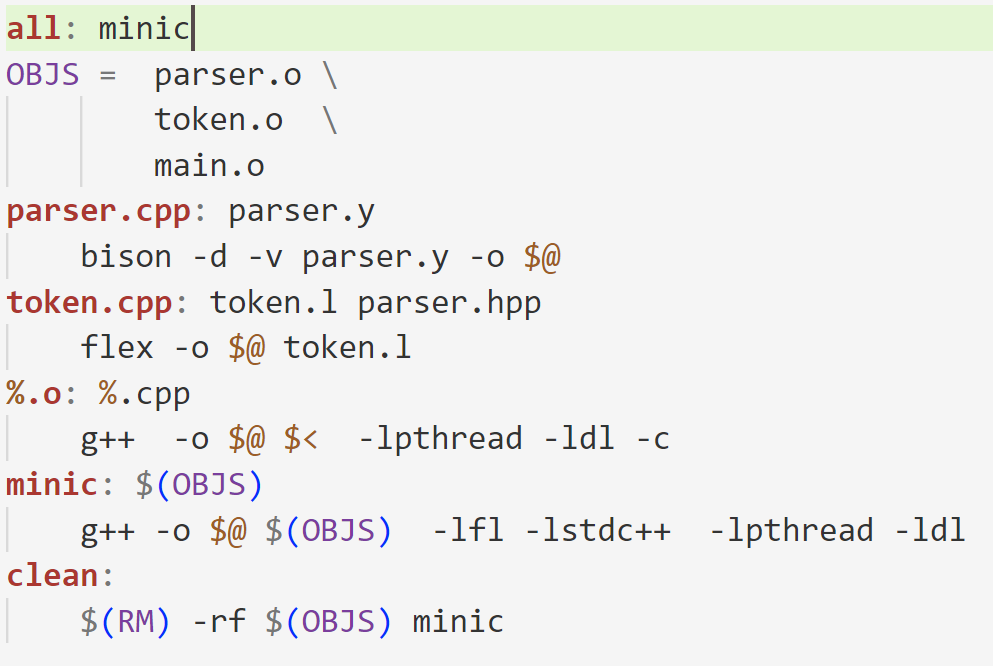 all: minic
OBJS =  parser.o \
        token.o  \
        main.o
parser.cpp: parser.y
    bison -d -v parser.y -o $@
token.cpp: token.l parser.hpp
    flex -o $@ token.l
%.o: %.cpp
    g++  -o $@ $<  -lpthread -ldl -c
minic: $(OBJS)
    g++ -o $@ $(OBJS)  -lfl -lstdc++  -lpthread -ldl
clean:
    $(RM) -rf $(OBJS) minic